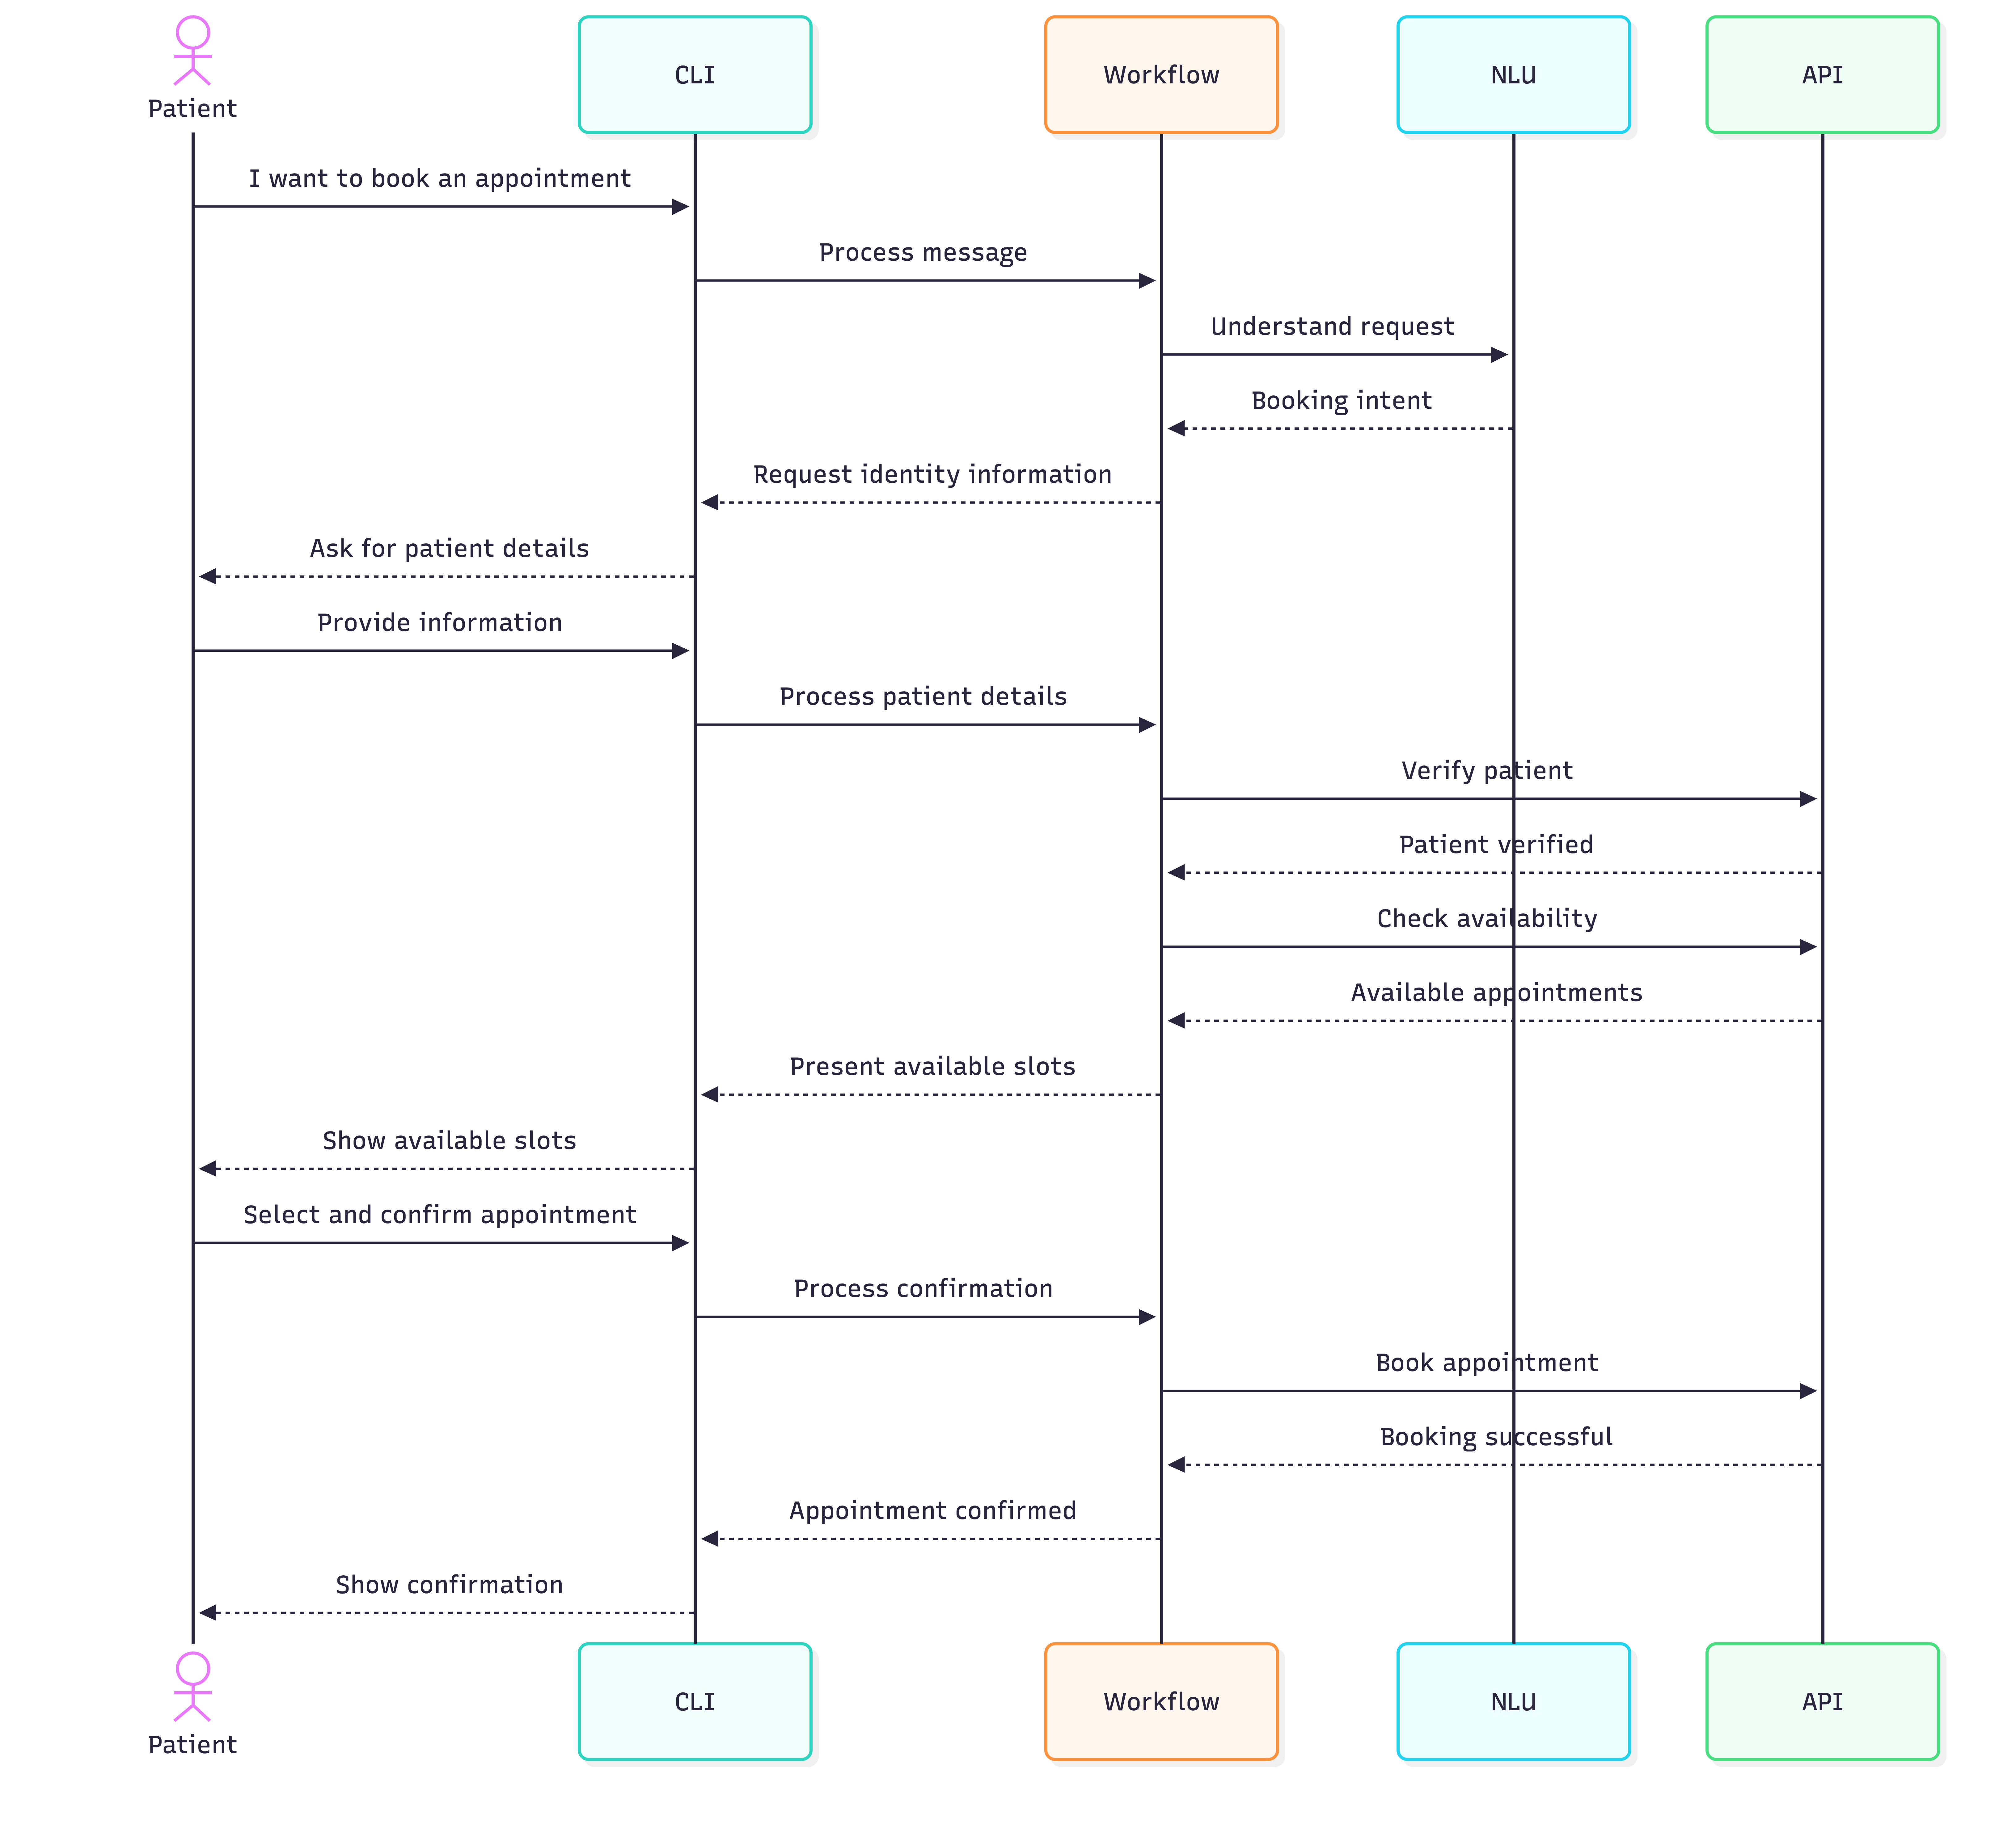 Patient
CLI
Workflow
NLU
API
I want to book an appointment
Process message
Understand request
Booking intent
Request identity information
Ask for patient details
Provide information
Process patient details
Verify patient
Patient verified
Check availability
Available appointments
Present available slots
Show available slots
Select and confirm appointment
Process confirmation
Book appointment
Booking successful
Appointment confirmed
Show confirmation
Patient
CLI
Workflow
NLU
API